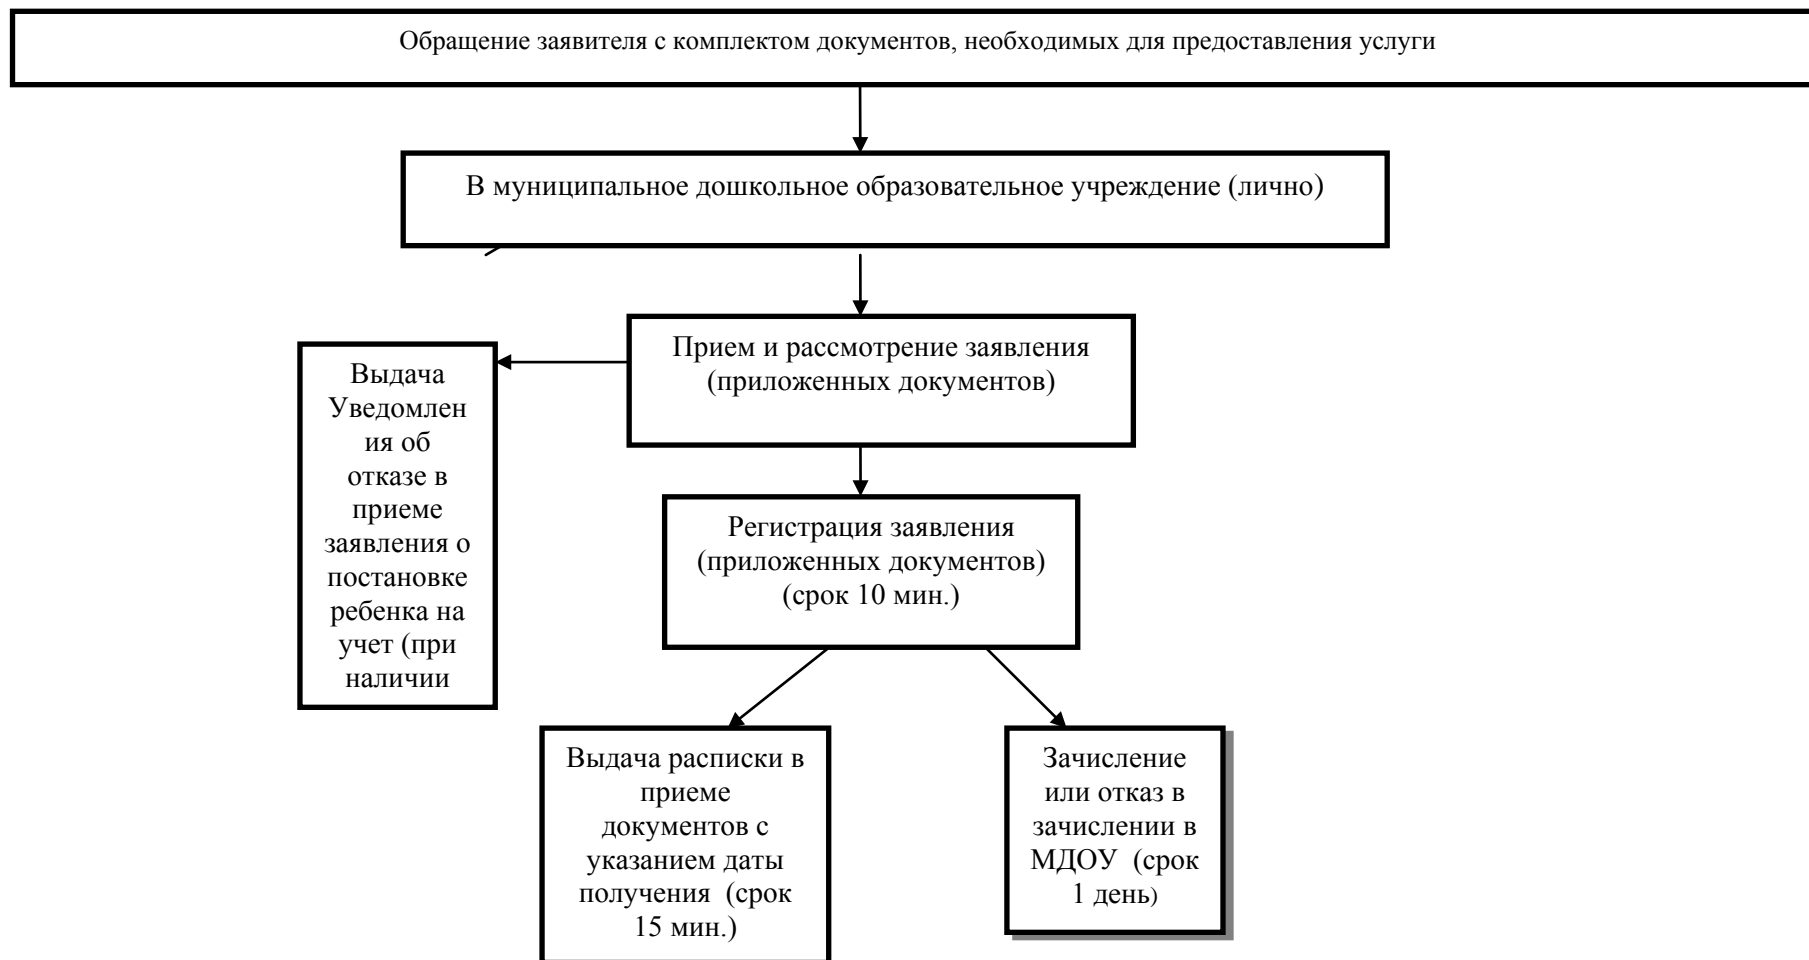 Обращение заявителя с комплектом документов, необходимых для предоставления услуги
В муниципальное дошкольное образовательное учреждение (лично)
Прием и рассмотрение заявления
(приложенных документов)
Выдача
Уведомлен
ия об
отказе в
приеме
заявления о
постановке
ребенка на
учет (при
наличии
Регистрация заявления
(приложенных документов)
(срок 10 мин.)
Выдача расписки в
приеме
документов с
указанием даты
получения (срок
15 мин.)
Зачисление
или отказ в
зачислении в
МДОУ (срок
1 день)